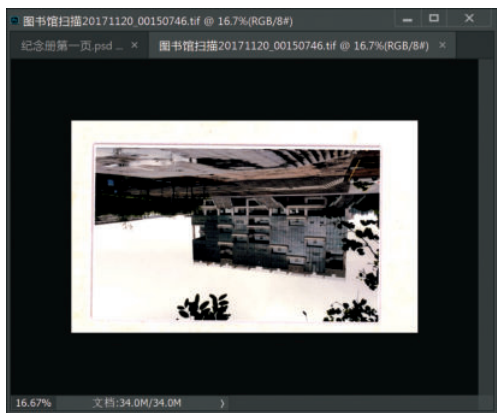 图书馆扫描20171120_00150746.tif @ 16.7%(RGB/8#)
纪念册第一页.psd ... × 图书馆扫描20171120_00150746.tif @ 16.7%(RGB/8#) ×
16.67% 文档:34.0M/34.0M